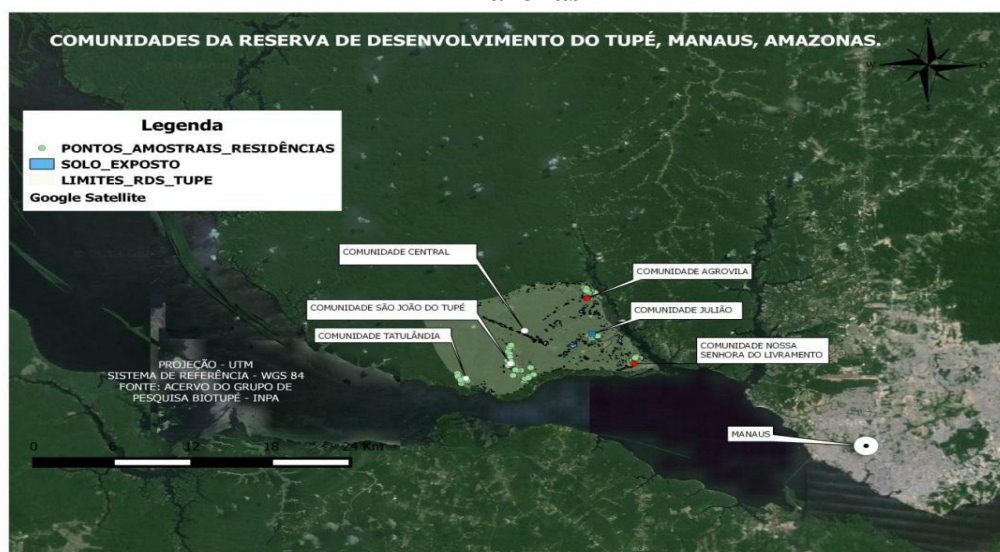 COMUNIDADES DA RESERVA DE DESENVOLVIMENTO DO TUPÉ, MANAUS, AMAZONAS.
N
W
S
Legenda
PONTOS_AMOSTRAIS_RESIDÊNCIAS
SOLO_EXPOSTO
LIMITES_RDS_TUPE
Google Satellite
COMUNIDADE CENTRAL
COMUNIDADE AGROVILA
COMUNIDADE SÃO JOÃO DO TUPÉ
COMUNIDADE JULIÃO
COMUNIDADE TATULÂNDIA
COMUNIDADE NOSSA
SENHORA DO LIVRAMENTO
PROJEÇÃO - UTM
SISTEMA DE REFERÊNCIA - WGS 84
FONTE: ACERVO DO GRUPO DE
PESQUISA BIOTUPÉ - INPA
MANAUS
0 6 12 18 24 Km